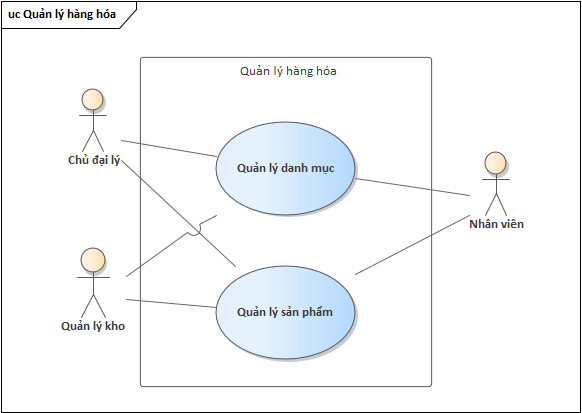 uc Quản lý hàng hóa
Quản lý hàng hóa
Chủ đại lý
Quản lý danh mục
Nhân viên
Quản lý kho
Quản lý sản phẩm